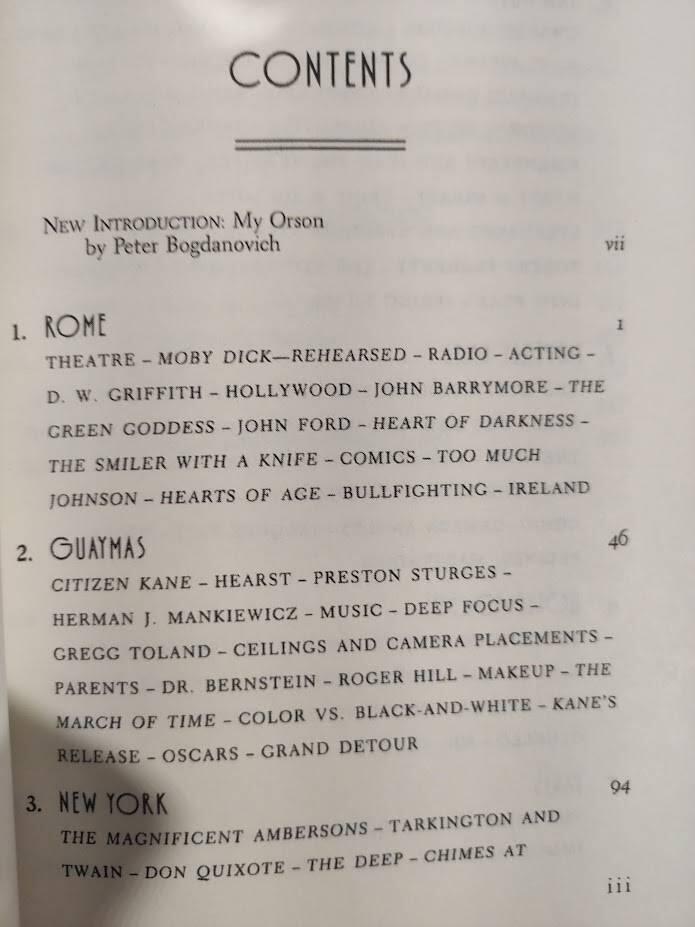 CONTENTS
NEW INTRODUCTION: My Orson
by Peter Bogdanovich vii
1. ROME 1
THEATRE – MOBY DICK—REHEARSED – RADIO – ACTING –
D. W. GRIFFITH – HOLLYWOOD – JOHN BARRYMORE – THE
GREEN GODDESS – JOHN FORD – HEART OF DARKNESS –
THE SMILER WITH A KNIFE – COMICS – TOO MUCH
JOHNSON – HEARTS OF AGE – BULLFIGHTING – IRELAND
2. GUAYMAS 46
CITIZEN KANE – HEARST – PRESTON STURGES –
HERMAN J. MANKIEWICZ – MUSIC – DEEP FOCUS –
GREGG TOLAND – CEILINGS AND CAMERA PLACEMENTS –
PARENTS – DR. BERNSTEIN – ROGER HILL – MAKEUP – THE
MARCH OF TIME – COLOR VS. BLACK-AND-WHITE – KANE'S
RELEASE – OSCARS – GRAND DETOUR
3. NEW YORK 94
THE MAGNIFICENT AMBERSONS – TARKINGTON AND
TWAIN – DON QUIXOTE – THE DEEP – CHIMES AT
iii